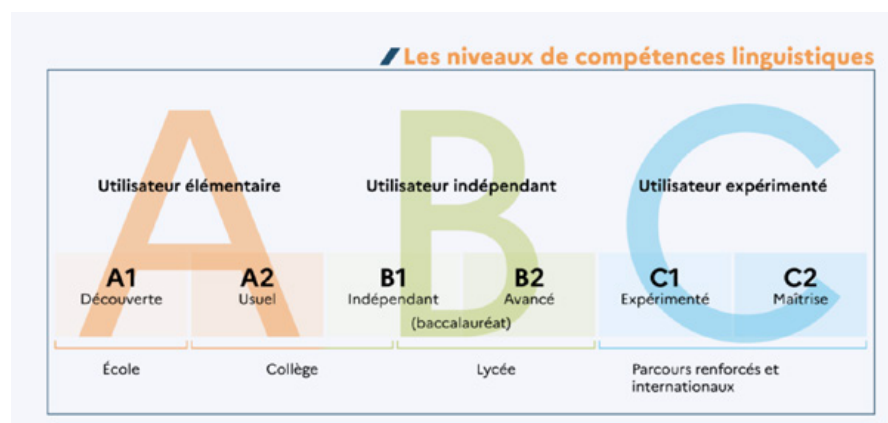 Les niveaux de compétences linguistiques
A B C
Utilisateur élémentaire Utilisateur indépendant Utilisateur expérimenté
A1 A2 B1 B2 C1 C2
Découverte Usuel Indépendant Avancé Expérimenté Maîtrise
(baccalauréat)
École Collège Lycée Parcours renforcés et
internationaux